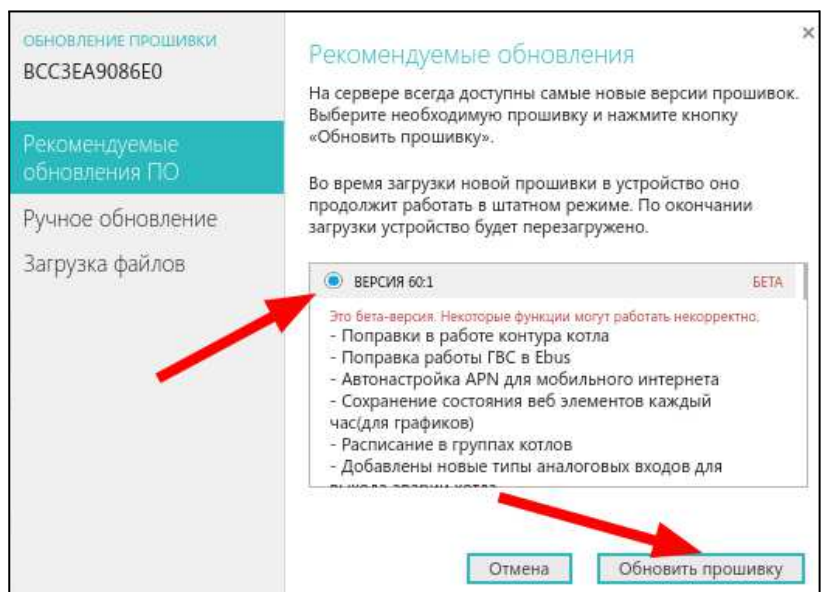 ОБНОВЛЕНИЕ ПРОШИВКИ
BCC3EA9086E0
Рекомендуемые
обновления ПО
Ручное обновление
Загрузка файлов
Рекомендуемые обновления
На сервере всегда доступны самые новые версии прошивок.
Выберите необходимую прошивку и нажмите кнопку
«Обновить прошивку».
Во время загрузки новой прошивки в устройство оно
продолжит работать в штатном режиме. По окончании
загрузки устройство будет перезагружено.
ВЕРСИЯ 60:1 БЕТА
Это бета-версия. Некоторые функции могут работать некорректно.
- Поправки в работе контура котла
- Поправка работы ГВС в Ebus
- Автонастройка APN для мобильного интернета
- Сохранение состояния веб элементов каждый
час(для графиков)
- Расписание в группах котлов
- Добавлены новые типы аналоговых входов для
Отмена Обновить прошивку